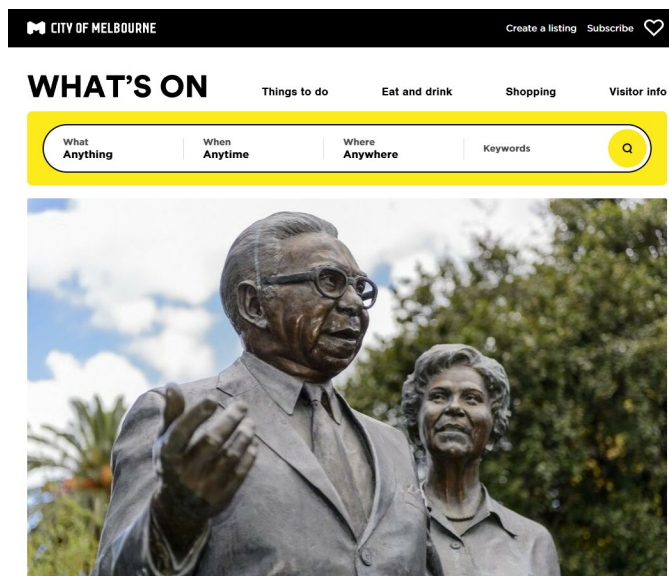 CITY OF MELBOURNE
Create a listing Subscribe
WHAT'S ON
Things to do Eat and drink Shopping Visitor info
What When Where
Anything Anytime Anywhere Keywords